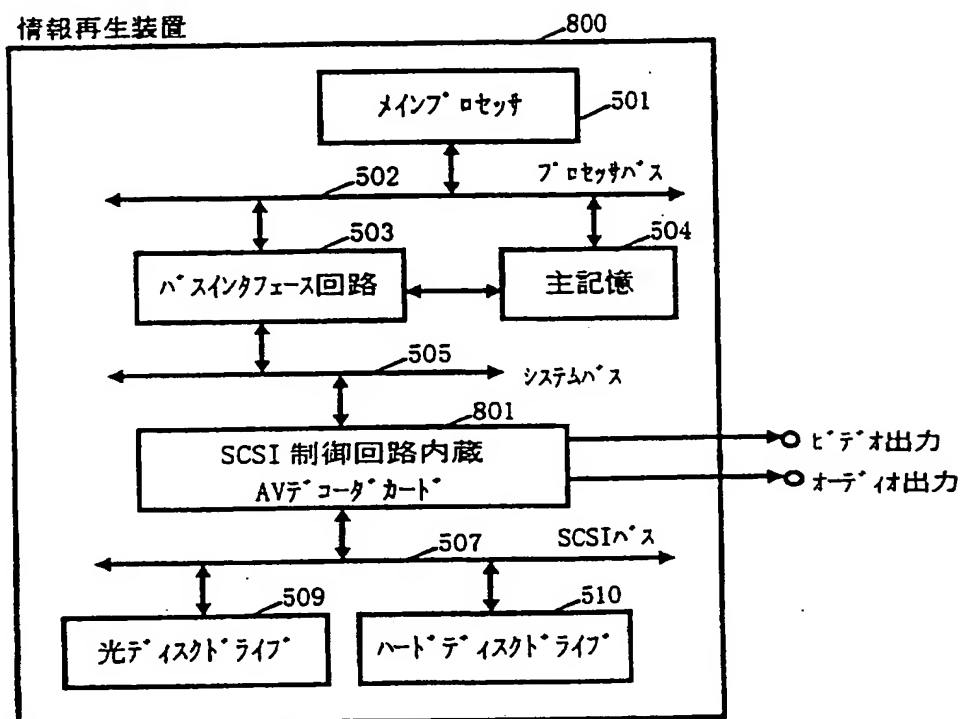 情報再生装置
800
メインプロセッサ
501
502
プロセッサバス
503
504
バスインタフェース回路
主記憶
505
システムバス
801
SCSI 制御回路内蔵
AVデコーダカード
ビデオ出力
オーディオ出力
507
SCSIバス
509
510
光ディスクドライブ
ハードディスクドライブ